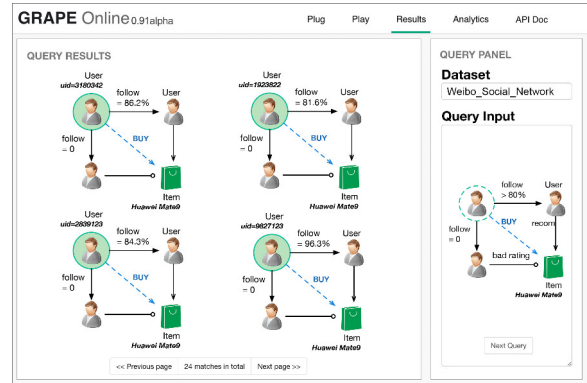 GRAPE Online 0.91alpha
Plug Play Results Analytics API Doc
QUERY RESULTS
User
uid=3180342
follow
= 86.2%
User
follow
= 0
BUY
Item
Huawei Mate9
User
uid=1923822
follow
= 81.6%
User
follow
= 0
BUY
Item
Huawei Mate9
User
uid=2839123
follow
= 84.3%
User
follow
= 0
BUY
Item
Huawei Mate9
User
uid=9827123
follow
= 96.3%
User
follow
= 0
BUY
Item
Huawei Mate9
<< Previous page 24 matches in total Next page >>
QUERY PANEL
Dataset
Weibo_Social_Network
Query Input
follow
> 80%
User
follow
= 0
BUY
recom
bad rating
Item
Huawei Mate9
Next Query